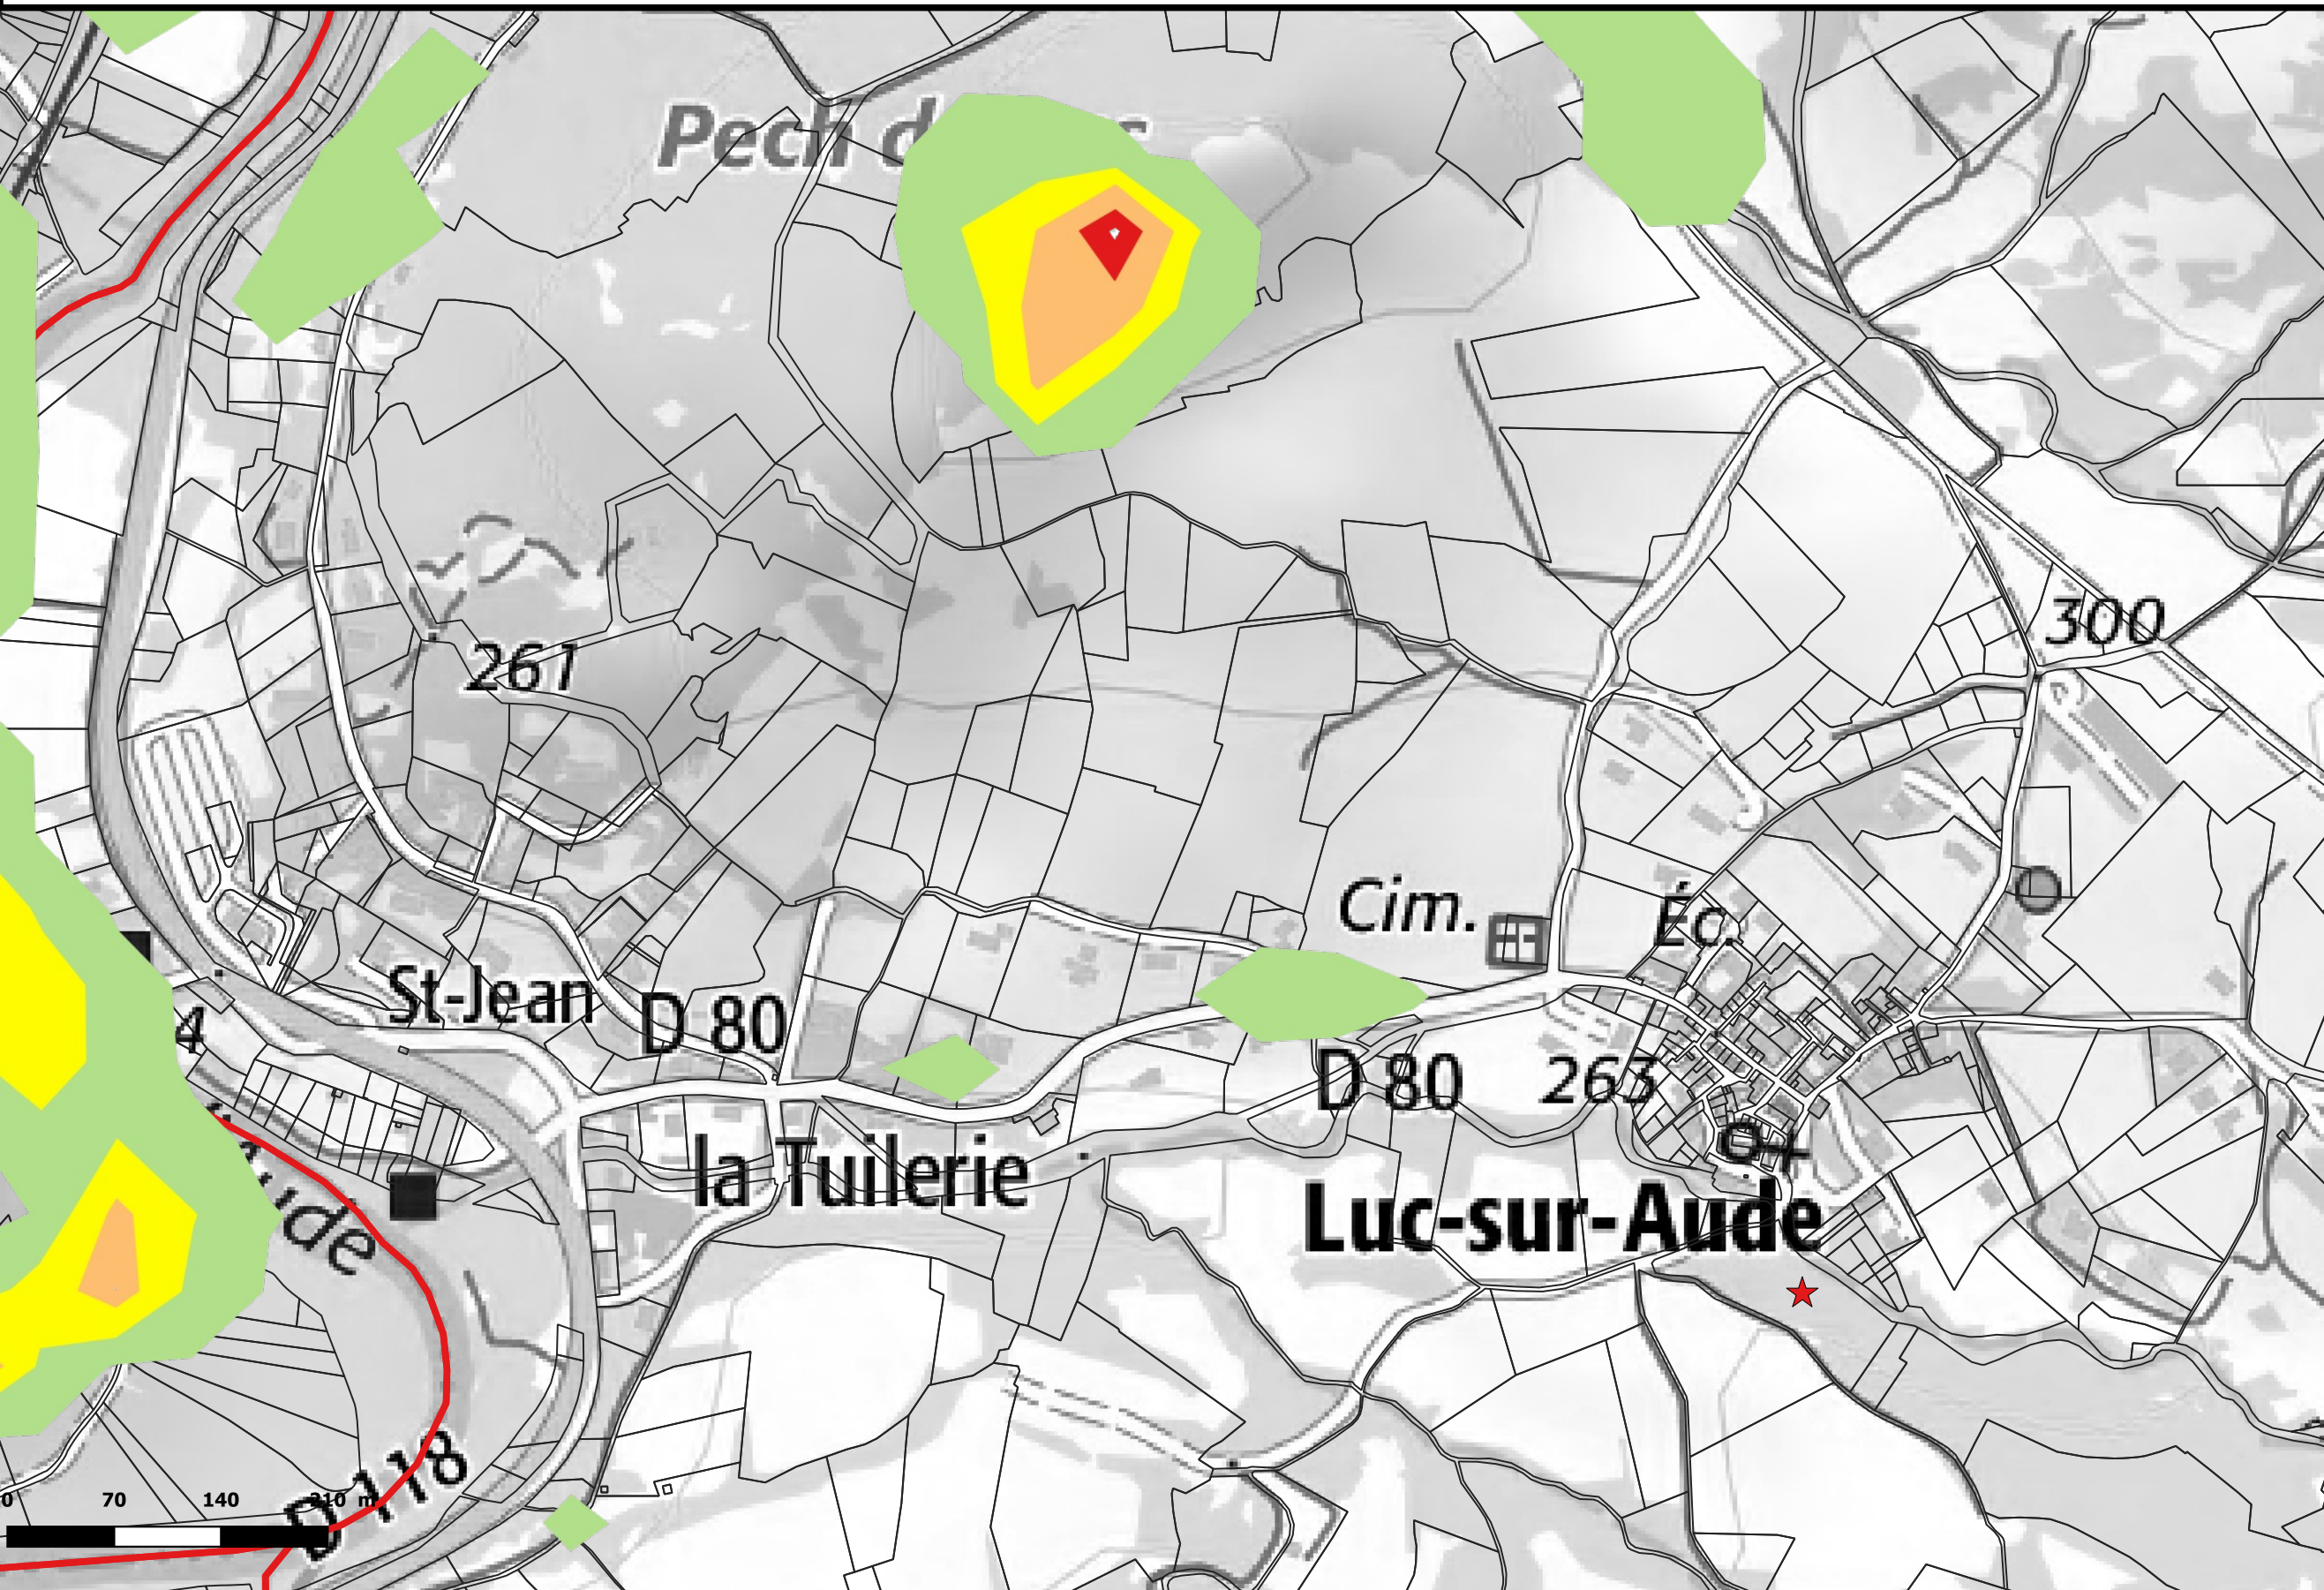 Pech d
261
300
Cim.
Éc.
St-Jean
D 80
4
D 80
263
la Tuilerie
Luc-sur-Aude
ude
D 118
0 70 140 210 m